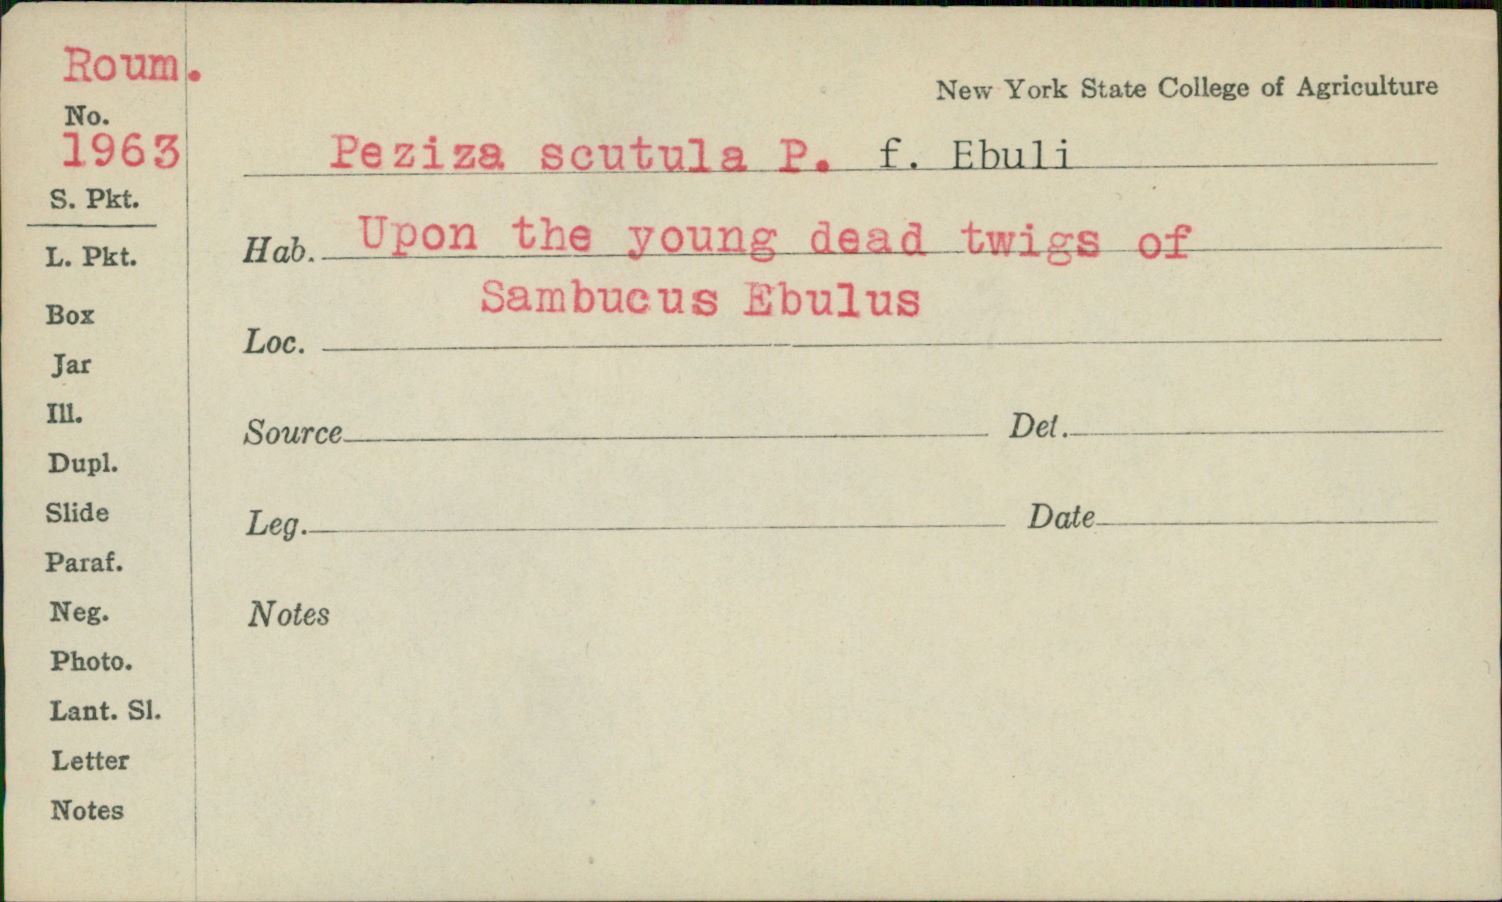 Roum.
New York State College of Agriculture
No.
1963
Peziza scutula P. f. Ebuli
S. Pkt.
Hab. Upon the young dead twigs of
L. Pkt.
Sambucus Ebulus
Box
Loc.
Jar
Ill.
Source Det.
Dupl.
Slide
Leg. Date
Paraf.
Neg.
Notes
Photo.
Lant. Sl.
Letter
Notes